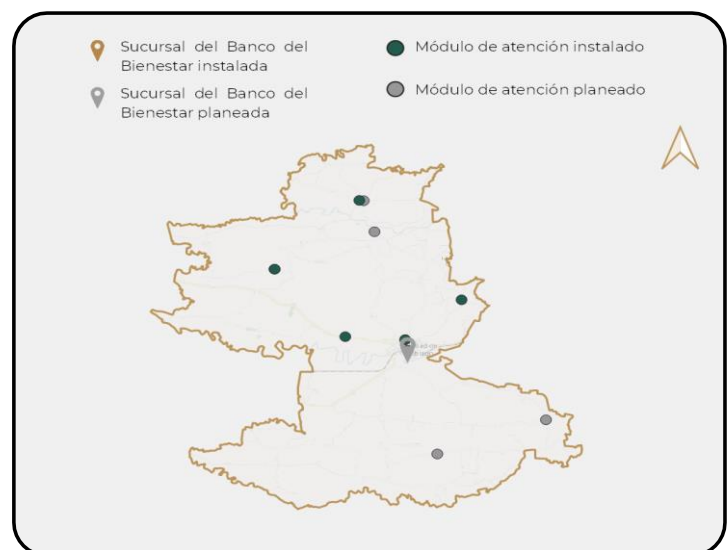 Sucursal del Banco del
Bienestar instalada
Sucursal del Banco del
Bienestar planeada
Módulo de atención instalado
Módulo de atención planeado